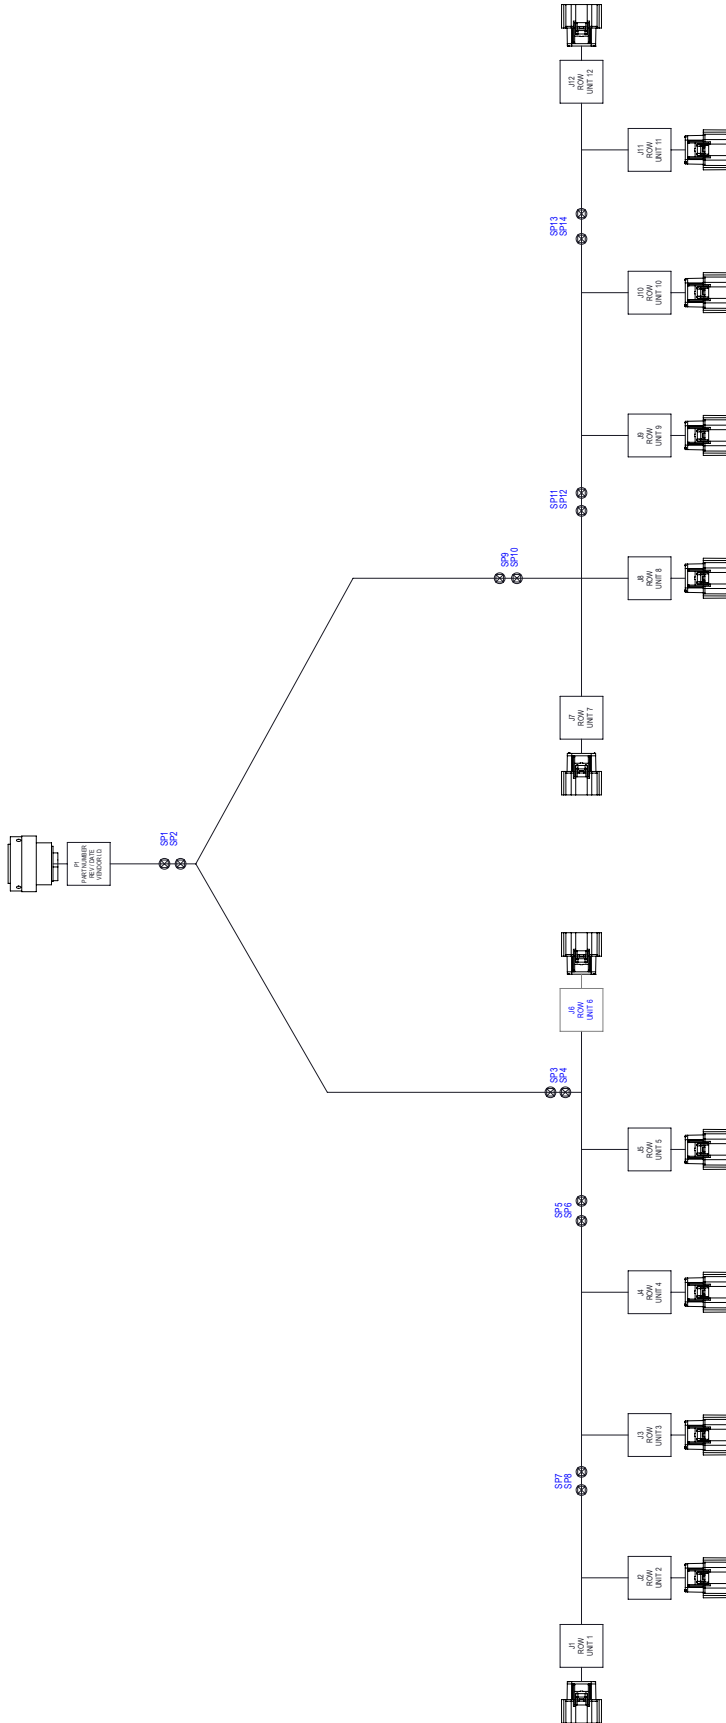 J12
ROW
UNIT 12
J11
ROW
UNIT 11
SP13
SP14
J10
ROW
UNIT 10
J9
ROW
UNIT 9
SP11
SP12
SP9
SP10
J8
ROW
UNIT 8
J7
ROW
UNIT 7
SP1
SP2
P1
PART NUMBER
REV / DATE
VENDOR I.D.
J6
ROW
UNIT 6
SP3
SP4
J5
ROW
UNIT 5
SP5
SP6
J4
ROW
UNIT 4
J3
ROW
UNIT 3
SP7
SP8
J2
ROW
UNIT 2
J1
ROW
UNIT 1